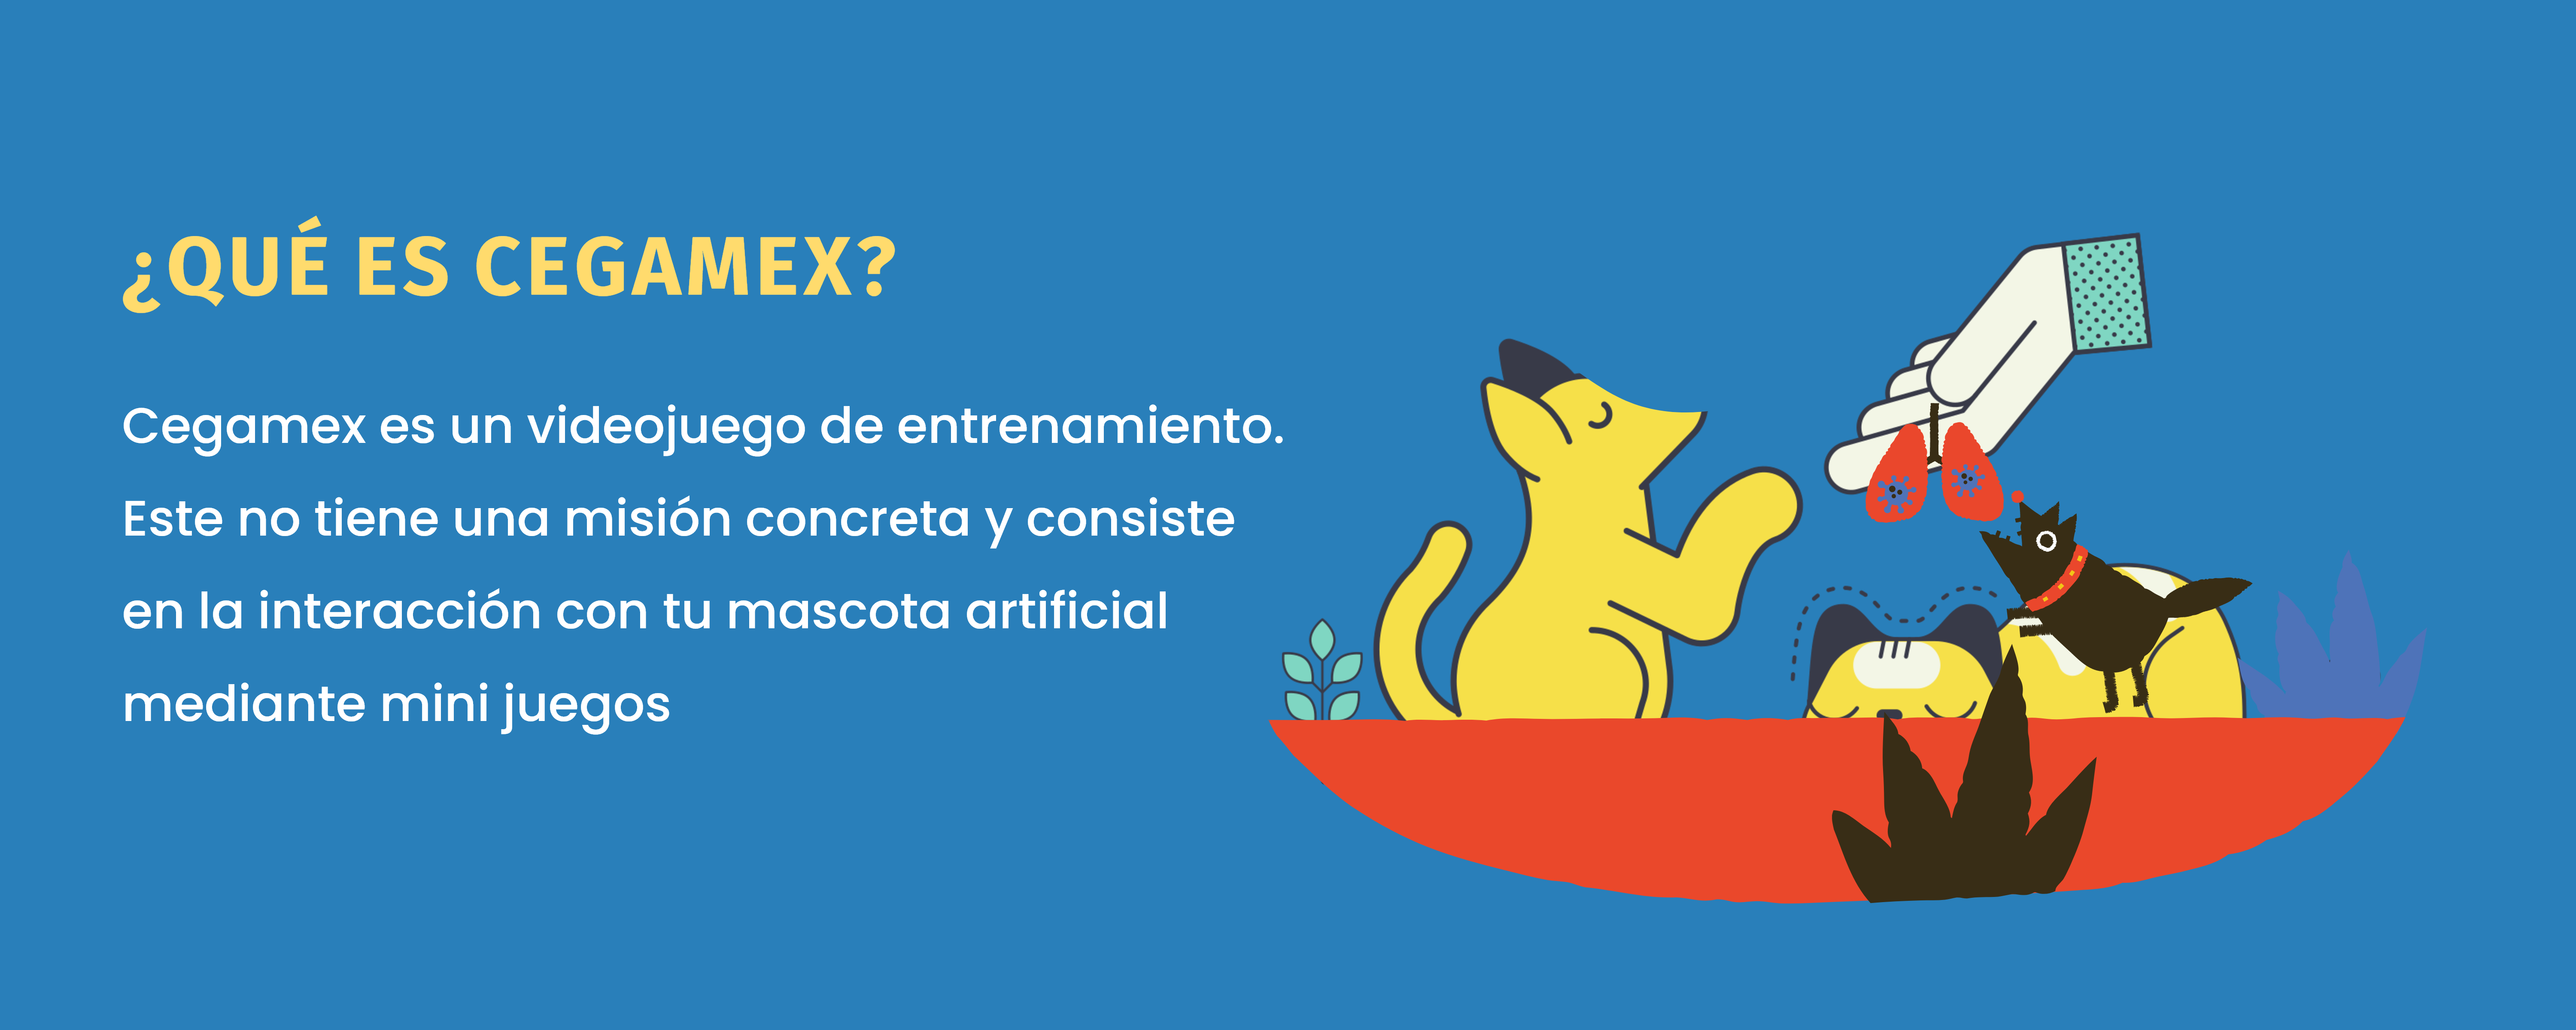 ¿QUÉ ES CEGAMEX?
Cegamex es un videojuego de entrenamiento.
Este no tiene una misión concreta y consiste
en la interacción con tu mascota artificial
mediante mini juegos